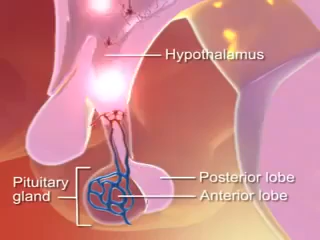 Hypothalamus
Posterior lobe
Pituitary
gland
Anterior lobe